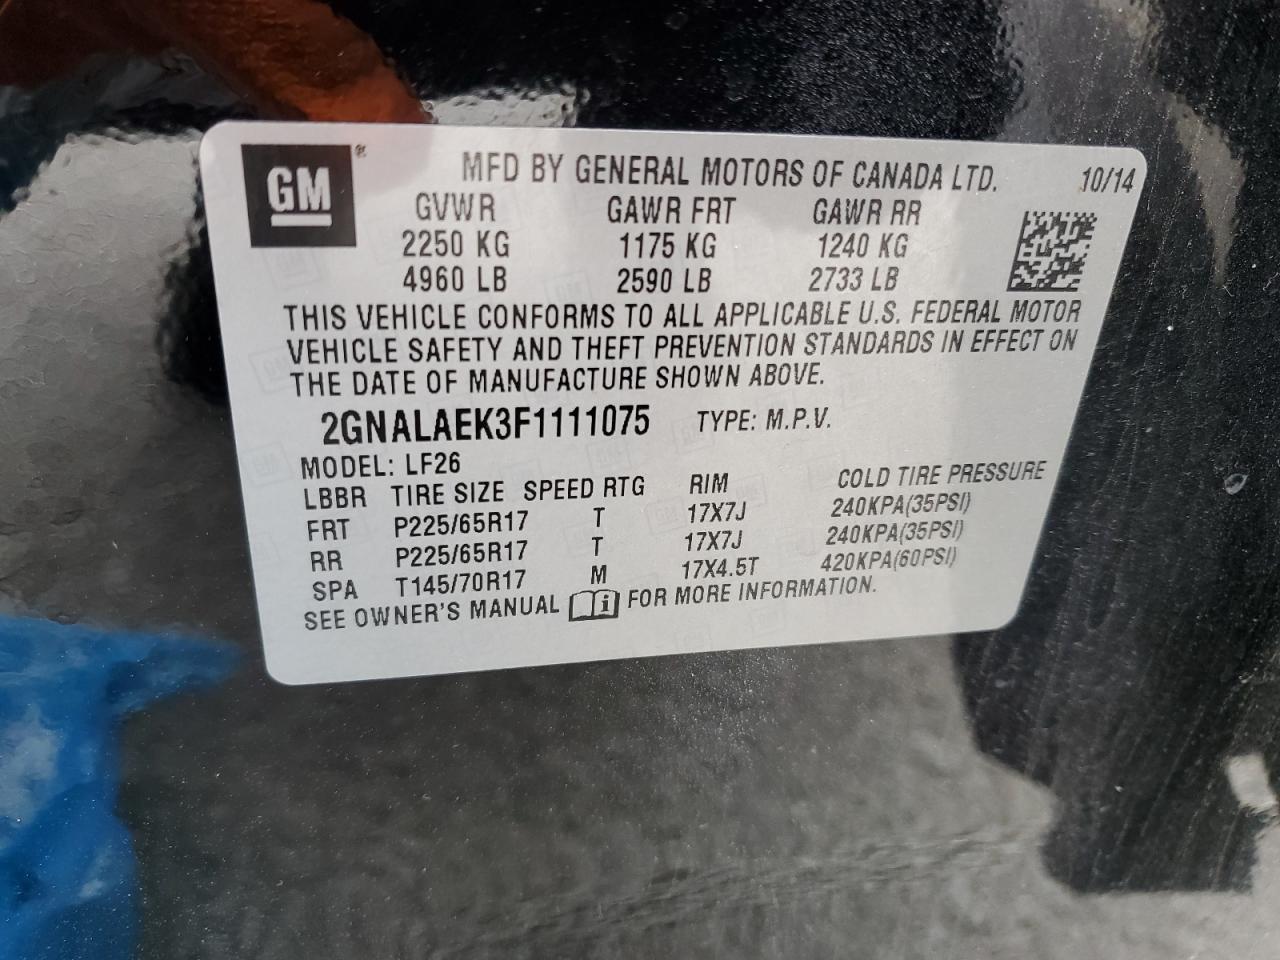 GM®
MFD BY GENERAL MOTORS OF CANADA LTD. 10/14
GVWR GAWR FRT GAWR RR
2250 KG 1175 KG 1240 KG
4960 LB 2590 LB 2733 LB
THIS VEHICLE CONFORMS TO ALL APPLICABLE U.S. FEDERAL MOTOR
VEHICLE SAFETY AND THEFT PREVENTION STANDARDS IN EFFECT ON
THE DATE OF MANUFACTURE SHOWN ABOVE.
2GNALAEK3F1111075 TYPE: M.P.V.
MODEL: LF26
LBBR TIRE SIZE SPEED RTG RIM COLD TIRE PRESSURE
FRT P225/65R17 T 17X7J 240KPA(35PSI)
RR P225/65R17 T 17X7J 240KPA(35PSI)
SPA T145/70R17 M 17X4.5T 420KPA(60PSI)
SEE OWNER'S MANUAL i FOR MORE INFORMATION.